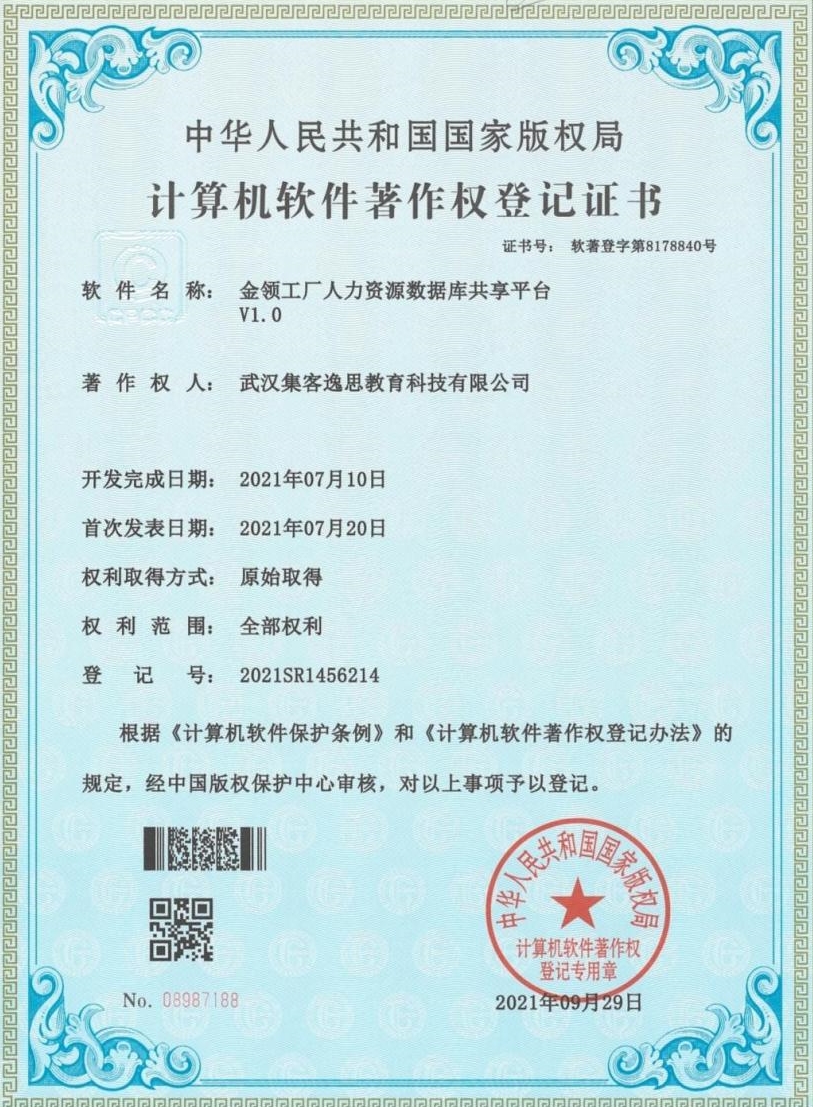 中华人民共和国国家版权局
计算机软件著作权登记证书
证书号： 软著登字第8178840号
软件名称： 金领工厂人力资源数据库共享平台
V1.0
著作权人： 武汉集客逸思教育科技有限公司
开发完成日期： 2021年07月10日
首次发表日期： 2021年07月20日
权利取得方式： 原始取得
权利范围： 全部权利
登记号： 2021SR1456214
根据《计算机软件保护条例》和《计算机软件著作权登记办法》的
规定，经中国版权保护中心审核，对以上事项予以登记。
中华人民共和国国家版权局
计算机软件著作权
登记专用章
No. 08987188
2021年09月29日